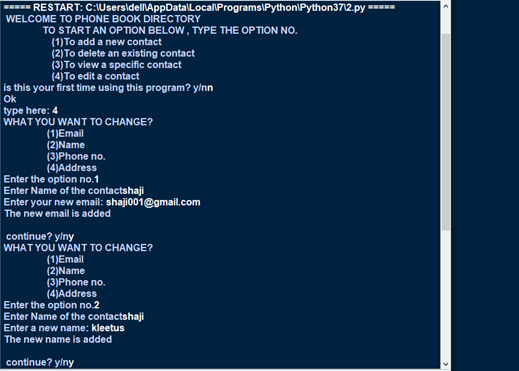 ===== RESTART: C:\Users\dell\AppData\Local\Programs\Python\Python37\2.py =====
WELCOME TO PHONE BOOK DIRECTORY
TO START AN OPTION BELOW , TYPE THE OPTION NO.
(1)To add a new contact
(2)To delete an existing contact
(3)To view a specific contact
(4)To edit a contact
is this your first time using this program? y/nn
Ok
type here: 4
WHAT YOU WANT TO CHANGE?
(1)Email
(2)Name
(3)Phone no.
(4)Address
Enter the option no.1
Enter Name of the contactshaji
Enter your new email: shaji001@gmail.com
The new email is added
continue? y/ny
WHAT YOU WANT TO CHANGE?
(1)Email
(2)Name
(3)Phone no.
(4)Address
Enter the option no.2
Enter Name of the contactshaji
Enter a new name: kleetus
The new name is added
continue? y/ny